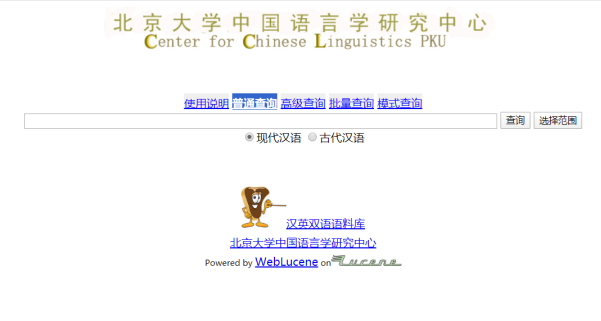 北京大学中国语言学研究中心
Center for Chinese Linguistics PKU
使用说明 普通查询 高级查询 批量查询 模式查询
查询 选择范围
现代汉语 古代汉语
汉英双语语料库
北京大学中国语言学研究中心
Powered by WebLucene on Lucene